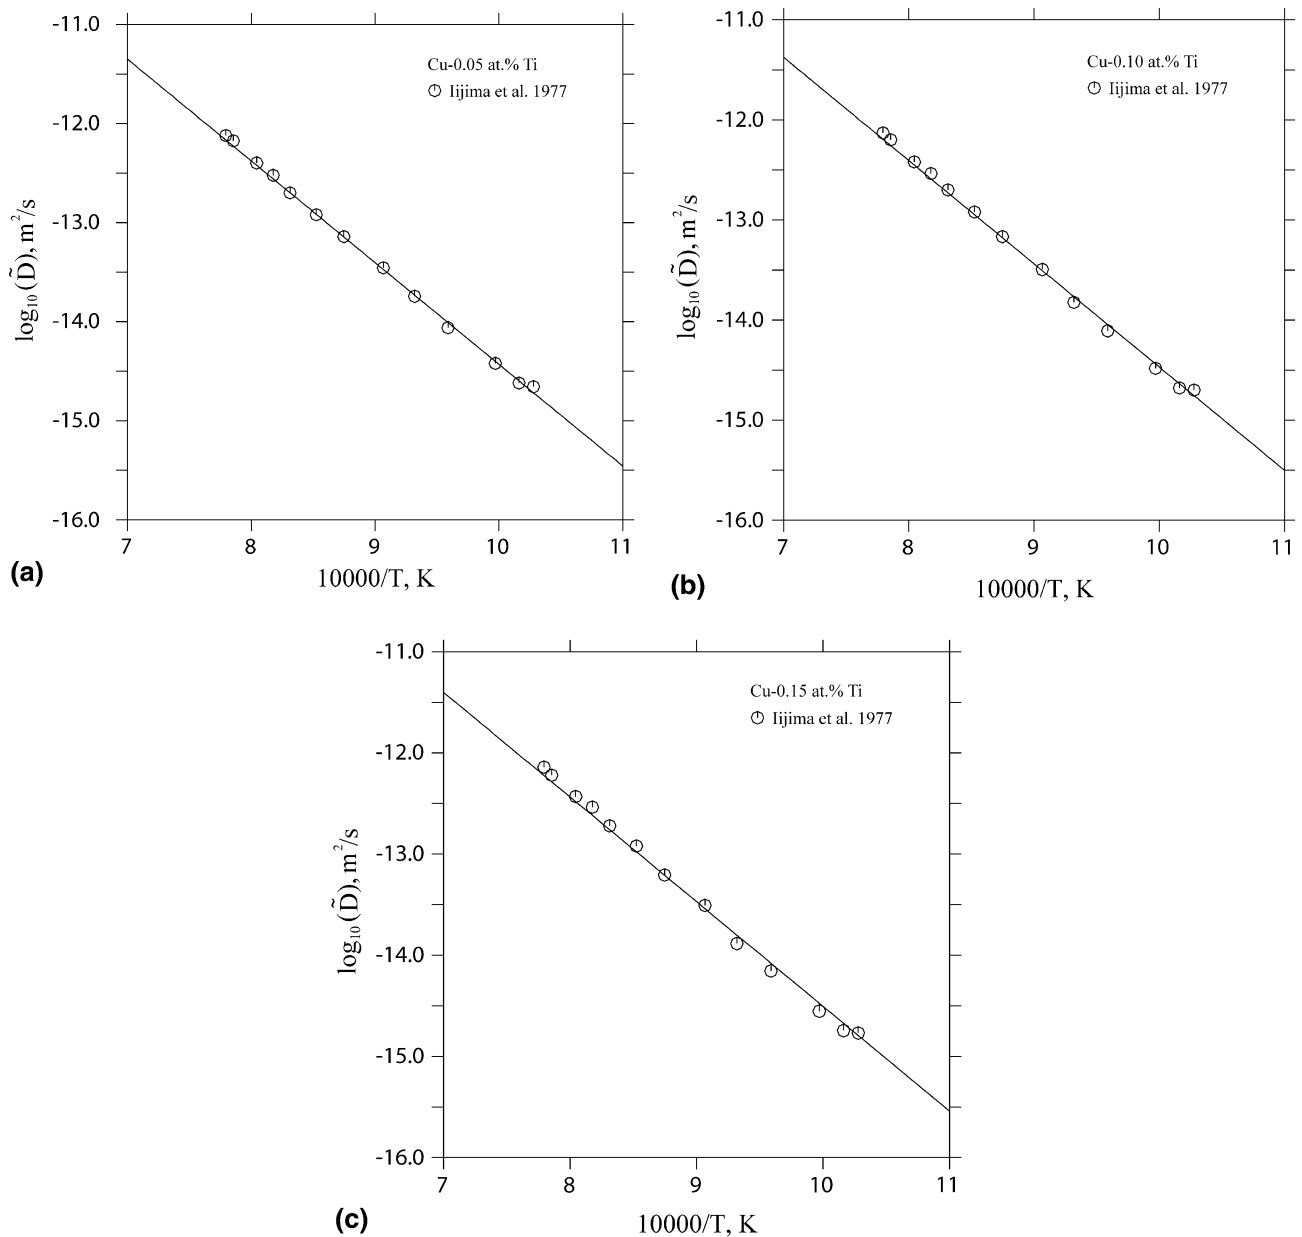 -11.0
-12.0
-13.0
-14.0
-15.0
-16.0
log₁₀(D̃), m²/s
Cu-0.05 at.% Ti
Iijima et al. 1977
7 8 9 10 11
10000/T, K
(a)
-11.0
-12.0
-13.0
-14.0
-15.0
-16.0
log₁₀(D̃), m²/s
Cu-0.10 at.% Ti
Iijima et al. 1977
7 8 9 10 11
10000/T, K
(b)
-11.0
-12.0
-13.0
-14.0
-15.0
-16.0
log₁₀(D̃), m²/s
Cu-0.15 at.% Ti
Iijima et al. 1977
7 8 9 10 11
10000/T, K
(c)